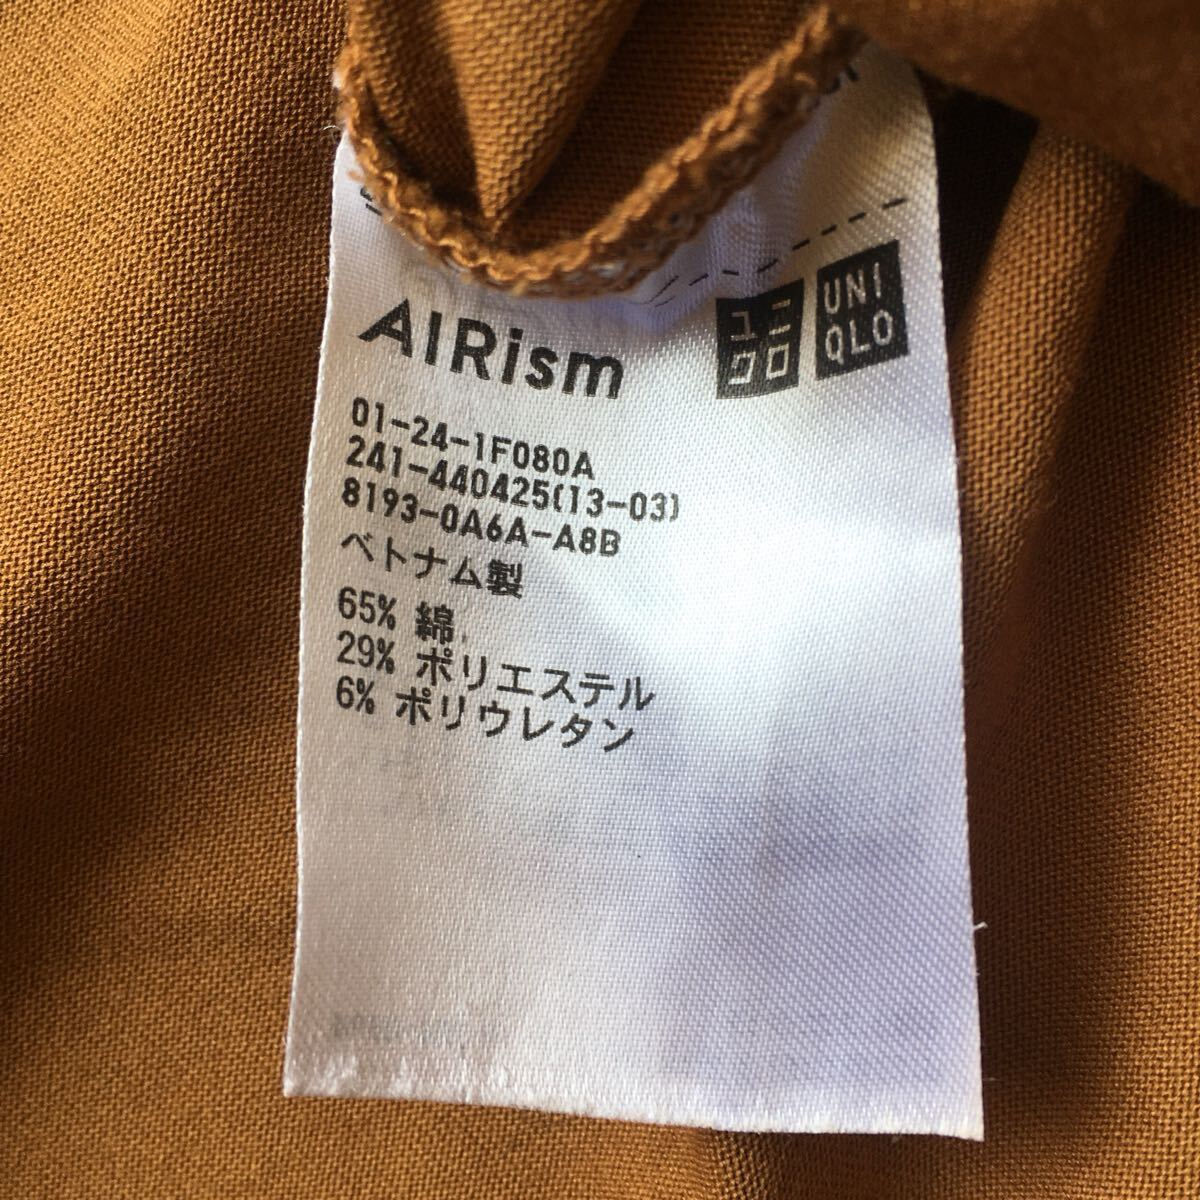 AIRism
ユニ
クロ
UNI
QLO
01-24-1F080A
241-440425(13-03)
8193-0A6A-A8B
ベトナム製
65% 綿
29% ポリエステル
6% ポリウレタン